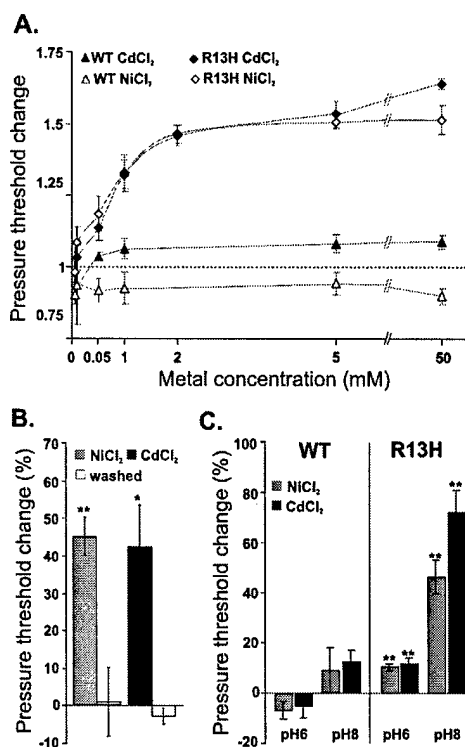 A.
Pressure threshold change
1.75
1.5
1.25
1
0.75
▲WT CdCl₂ ◆R13H CdCl₂
△WT NiCl₂ ◇R13H NiCl₂
0 0.05 1 2 5 50
Metal concentration (mM)
B.
Pressure threshold change (%)
70
60
50
40
30
20
10
0
-10
NiCl₂ CdCl₂
washed
** *
C.
Pressure threshold change (%)
100
80
60
40
20
0
-20
WT R13H
NiCl₂
CdCl₂
** ** ** **
pH6 pH8 pH6 pH8